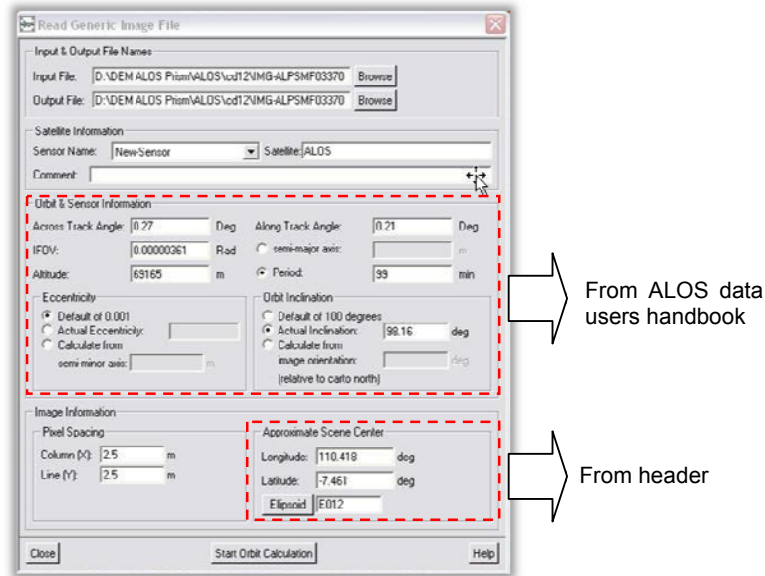 Read Generic Image File
Input & Output File Names
Input File: D:\DEM ALOS Prism\ALOS\cd12\IMG-ALPSMF03370 Browse
Output File: D:\DEM ALOS Prism\ALOS\cd12\IMG-ALPSMF03370 Browse
Satellite Information
Sensor Name: New-Sensor Satellite: ALOS
Comment:
Orbit & Sensor Information
Across Track Angle: 0.27 Deg Along Track Angle: 0.21 Deg
IFOV: 0.00000361 Rad semi-major axis: m
Altitude: 69165 m Period: 99 min
Eccentricity Orbit Inclination
Default of 0.001 Default of 100 degrees
Actual Eccentricity: Actual Inclination: 98.16 deg
Calculate from Calculate from
semi minor axis: m image orientation: deg
(relative to carto north)
From ALOS data
users handbook
Image Information
Pixel Spacing Approximate Scene Center
Column (X): 2.5 m Longitude: 110.418 deg
Line (Y): 2.5 m Latitude: -7.461 deg
Elipsoid E012
From header
Close Start Orbit Calculation Help